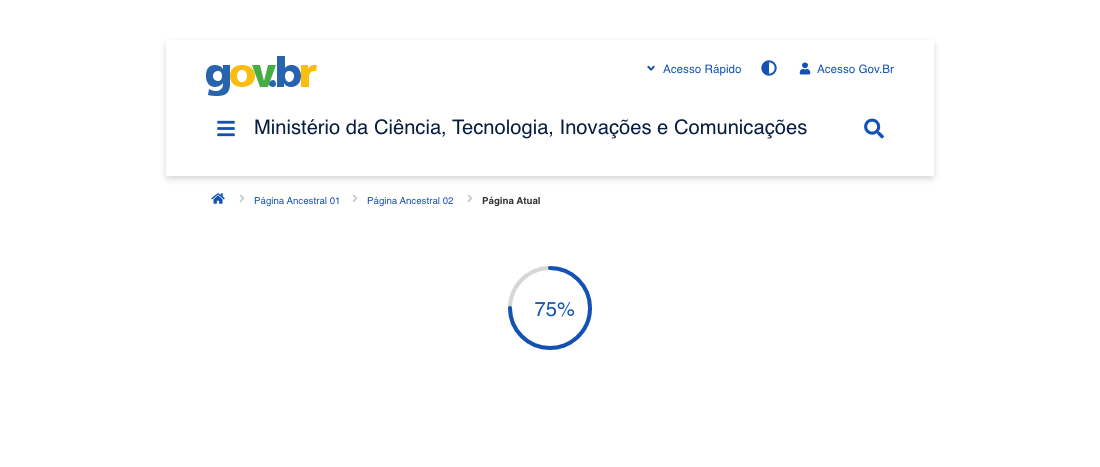 gov.br
Acesso Rápido Acesso Gov.Br
Ministério da Ciência, Tecnologia, Inovações e Comunicações
Página Ancestral 01 Página Ancestral 02 Página Atual
75%